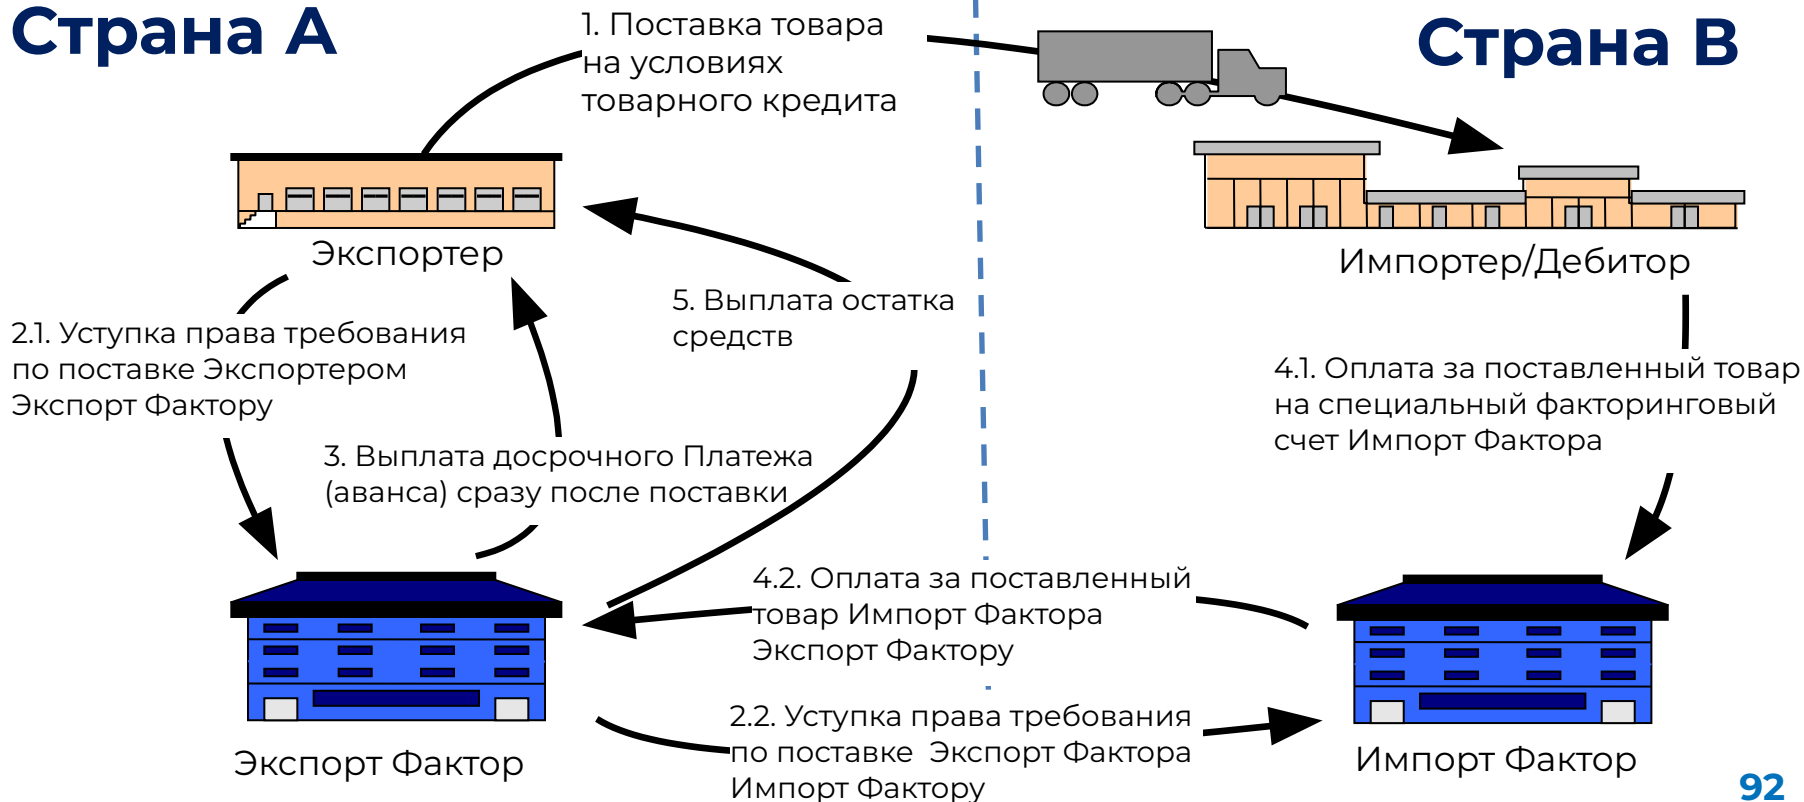 Страна А
1. Поставка товара
на условиях
товарного кредита
Страна В
Экспортер
Импортер/Дебитор
5. Выплата остатка
средств
2.1. Уступка права требования
по поставке Экспортером
Экспорт Фактору
4.1. Оплата за поставленный товар
на специальный факторинговый
счет Импорт Фактора
3. Выплата досрочного Платежа
(аванса) сразу после поставки
4.2. Оплата за поставленный
товар Импорт Фактора
Экспорт Фактору
2.2. Уступка права требования
по поставке Экспорт Фактора
Импорт Фактору
Экспорт Фактор
Импорт Фактор
92